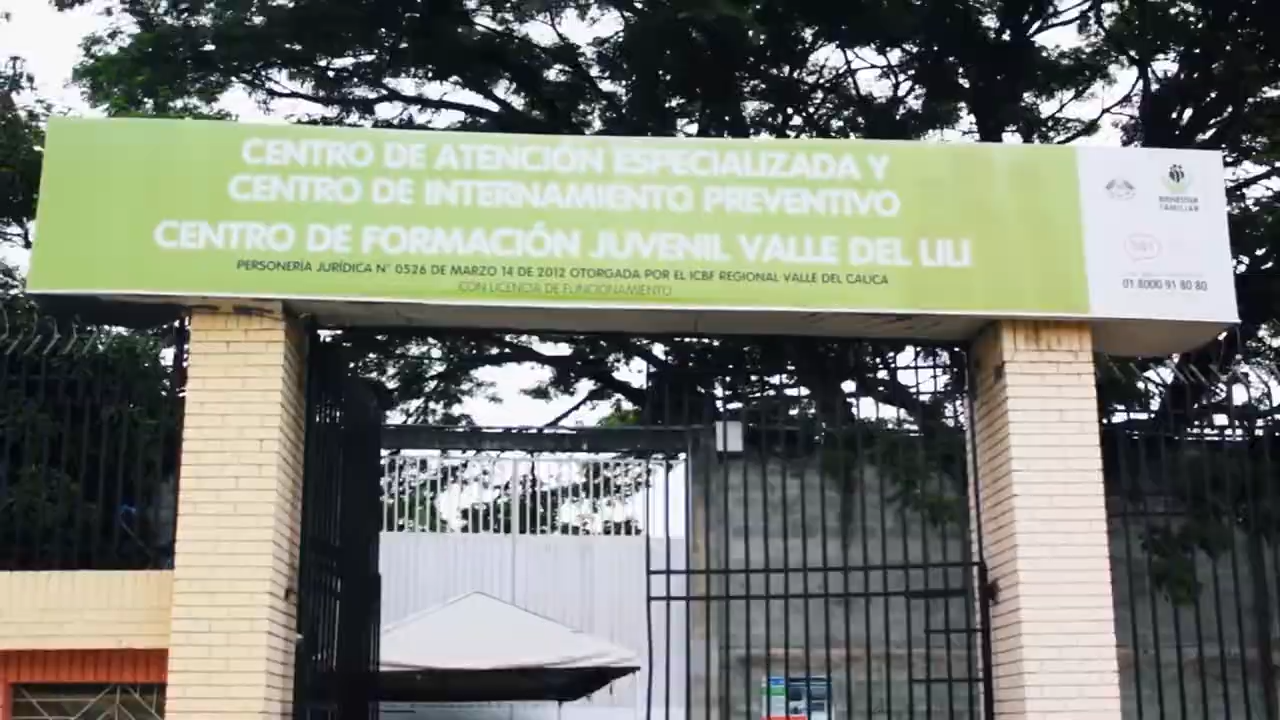 CENTRO DE ATENCIÓN ESPECIALIZADA Y
CENTRO DE INTERNAMIENTO PREVENTIVO
CENTRO DE FORMACIÓN JUVENIL VALLE DEL LILI
PERSONERÍA JURÍDICA N° 0526 DE MARZO 14 DE 2012 OTORGADA POR EL ICBF REGIONAL VALLE DEL CAUCA
CON LICENCIA DE FUNCIONAMIENTO
BIENESTAR
FAMILIAR
01 8000 91 80 80